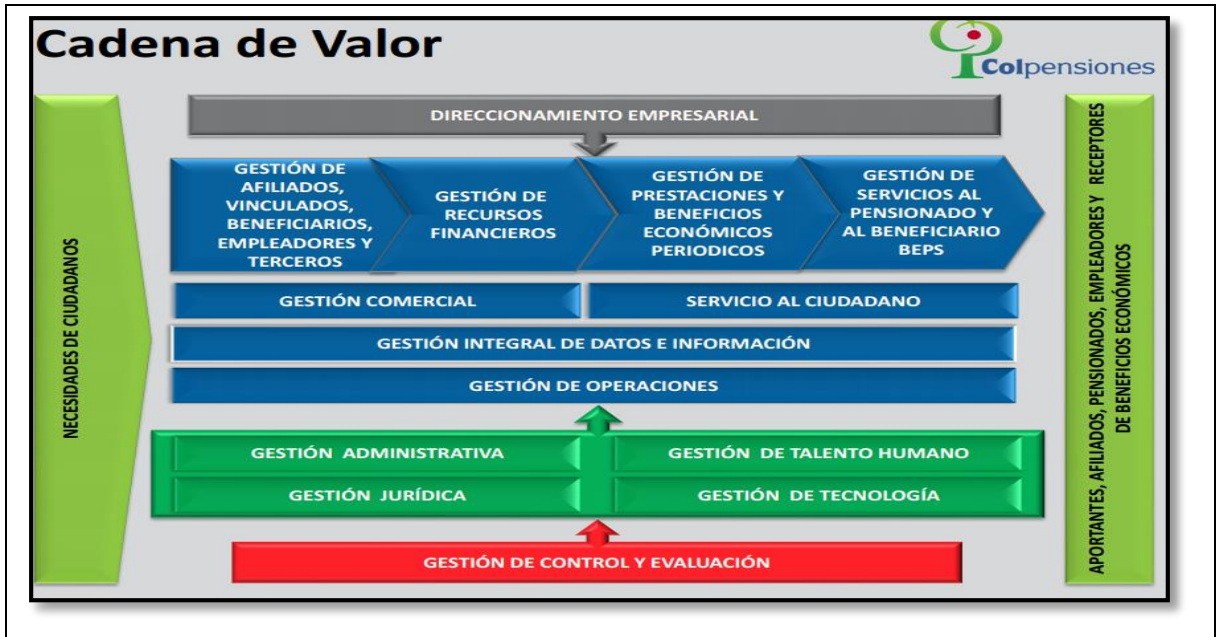 Cadena de Valor
Colpensiones
DIRECCIONAMIENTO EMPRESARIAL
GESTIÓN DE
AFILIADOS,
VINCULADOS,
BENEFICIARIOS,
EMPLEADORES Y
TERCEROS
GESTIÓN DE
RECURSOS
FINANCIEROS
GESTIÓN DE
PRESTACIONES Y
BENEFICIOS
ECONÓMICOS
PERIODICOS
GESTIÓN DE
SERVICIOS AL
PENSIONADO Y
AL BENEFICIARIO
BEPS
GESTIÓN COMERCIAL
SERVICIO AL CIUDADANO
GESTIÓN INTEGRAL DE DATOS E INFORMACIÓN
GESTIÓN DE OPERACIONES
GESTIÓN ADMINISTRATIVA
GESTIÓN DE TALENTO HUMANO
GESTIÓN JURÍDICA
GESTIÓN DE TECNOLOGÍA
GESTIÓN DE CONTROL Y EVALUACIÓN
NECESIDADES DE CIUDADANOS
APORTANTES, AFILIADOS, PENSIONADOS, EMPLEADORES Y RECEPTORES
DE BENEFICIOS ECONÓMICOS